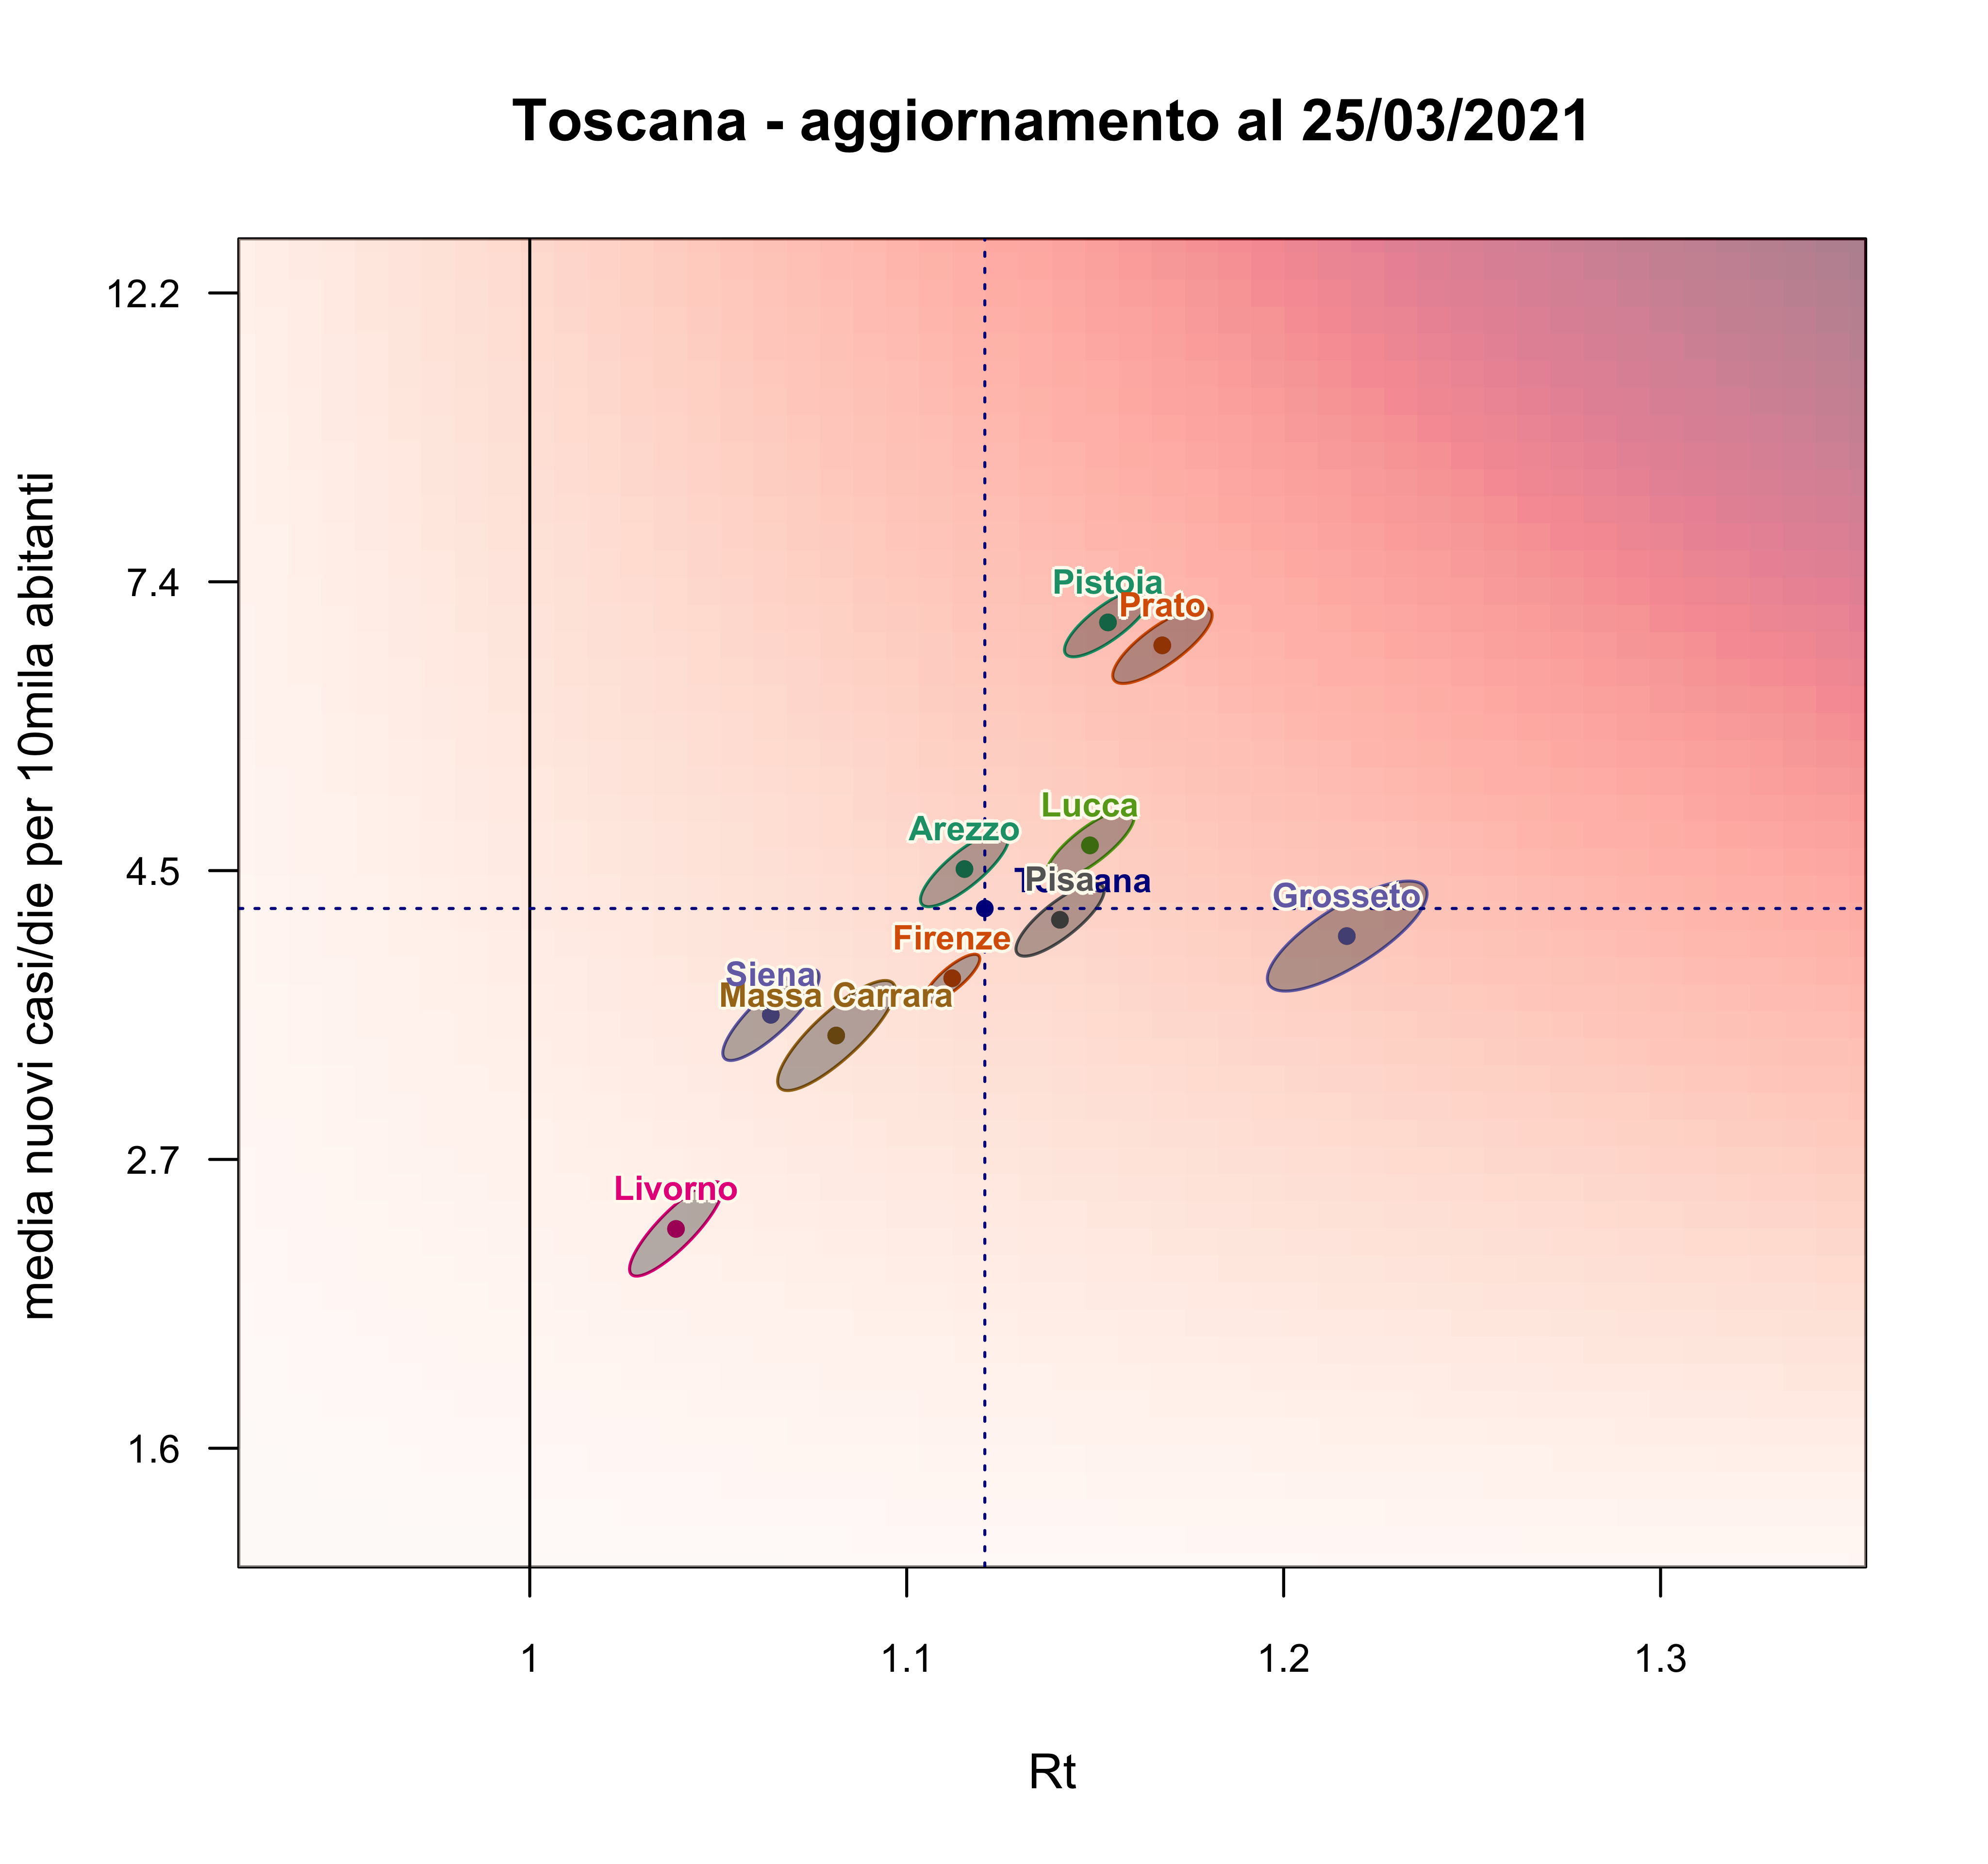 Toscana - aggiornamento al 25/03/2021
media nuovi casi/die per 10mila abitanti
12.2
7.4
4.5
2.7
1.6
Pistoia
Prato
Lucca
Arezzo
Toscana
Pisa
Grosseto
Firenze
Siena
Massa Carrara
Livorno
1
1.1
1.2
1.3
Rt